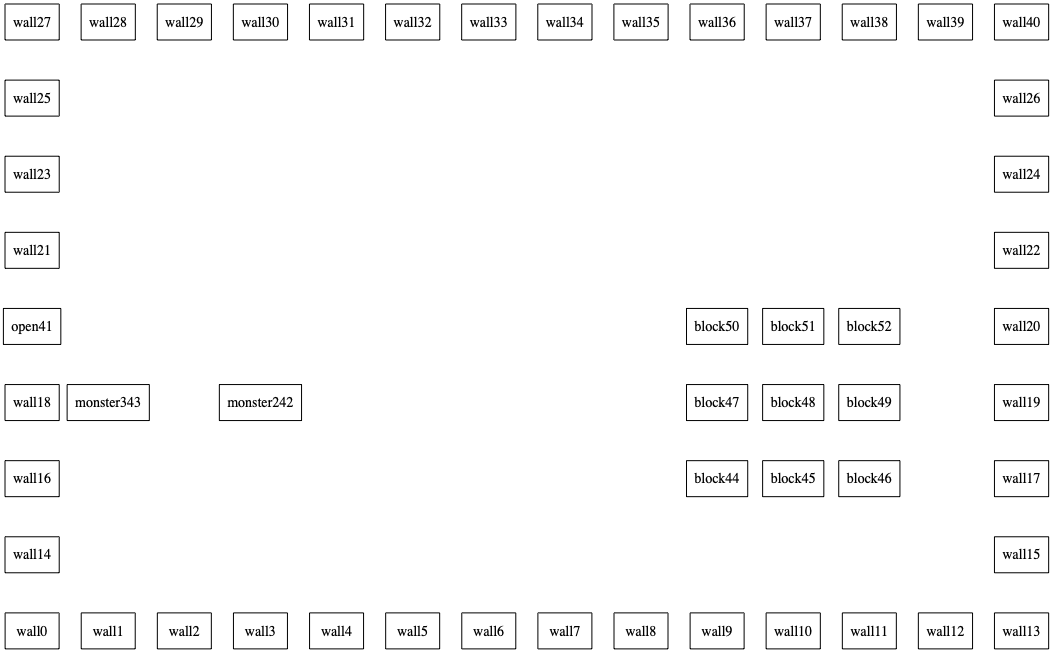 wall27 wall28 wall29 wall30 wall31 wall32 wall33 wall34 wall35 wall36 wall37 wall38 wall39 wall40
wall25 wall26
wall23 wall24
wall21 wall22
open41 block50 block51 block52 wall20
wall18 monster343 monster242 block47 block48 block49 wall19
wall16 block44 block45 block46 wall17
wall14 wall15
wall0 wall1 wall2 wall3 wall4 wall5 wall6 wall7 wall8 wall9 wall10 wall11 wall12 wall13